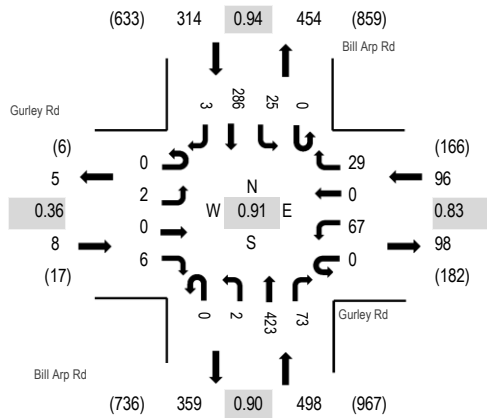 (633) 314 0.94 454 (859)
Bill Arp Rd
Gurley Rd
3 286 25 0
(6) (166)
0 29
5 96
2 N 0
0.36 W 0.91 E 0.83
0 67
8 S 98
6 0
(17) (182)
0 2 423 73
Gurley Rd
Bill Arp Rd
(736) 359 0.90 498 (967)